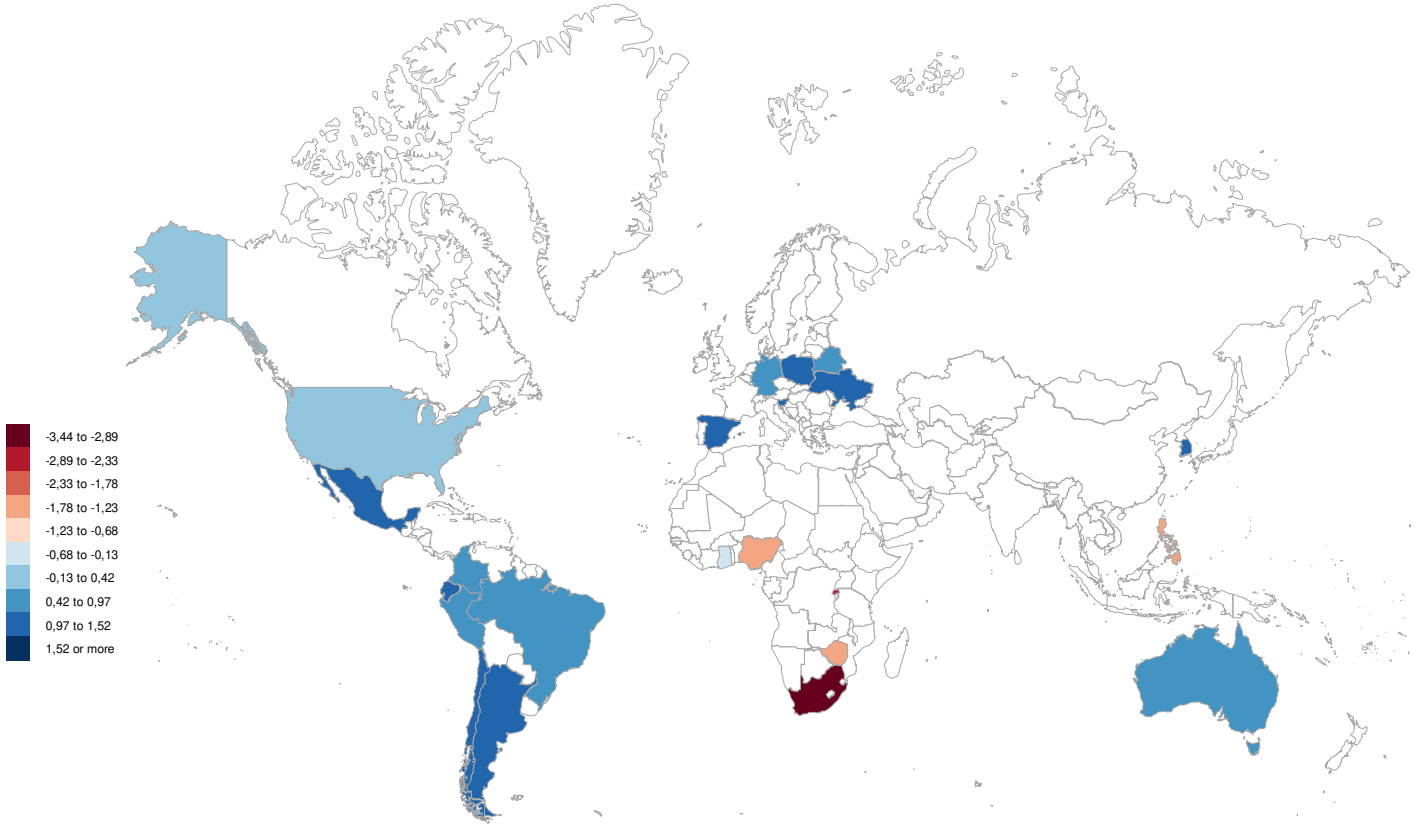 -3,44 to -2,89
-2,89 to -2,33
-2,33 to -1,78
-1,78 to -1,23
-1,23 to -0,68
-0,68 to -0,13
-0,13 to 0,42
0,42 to 0,97
0,97 to 1,52
1,52 or more